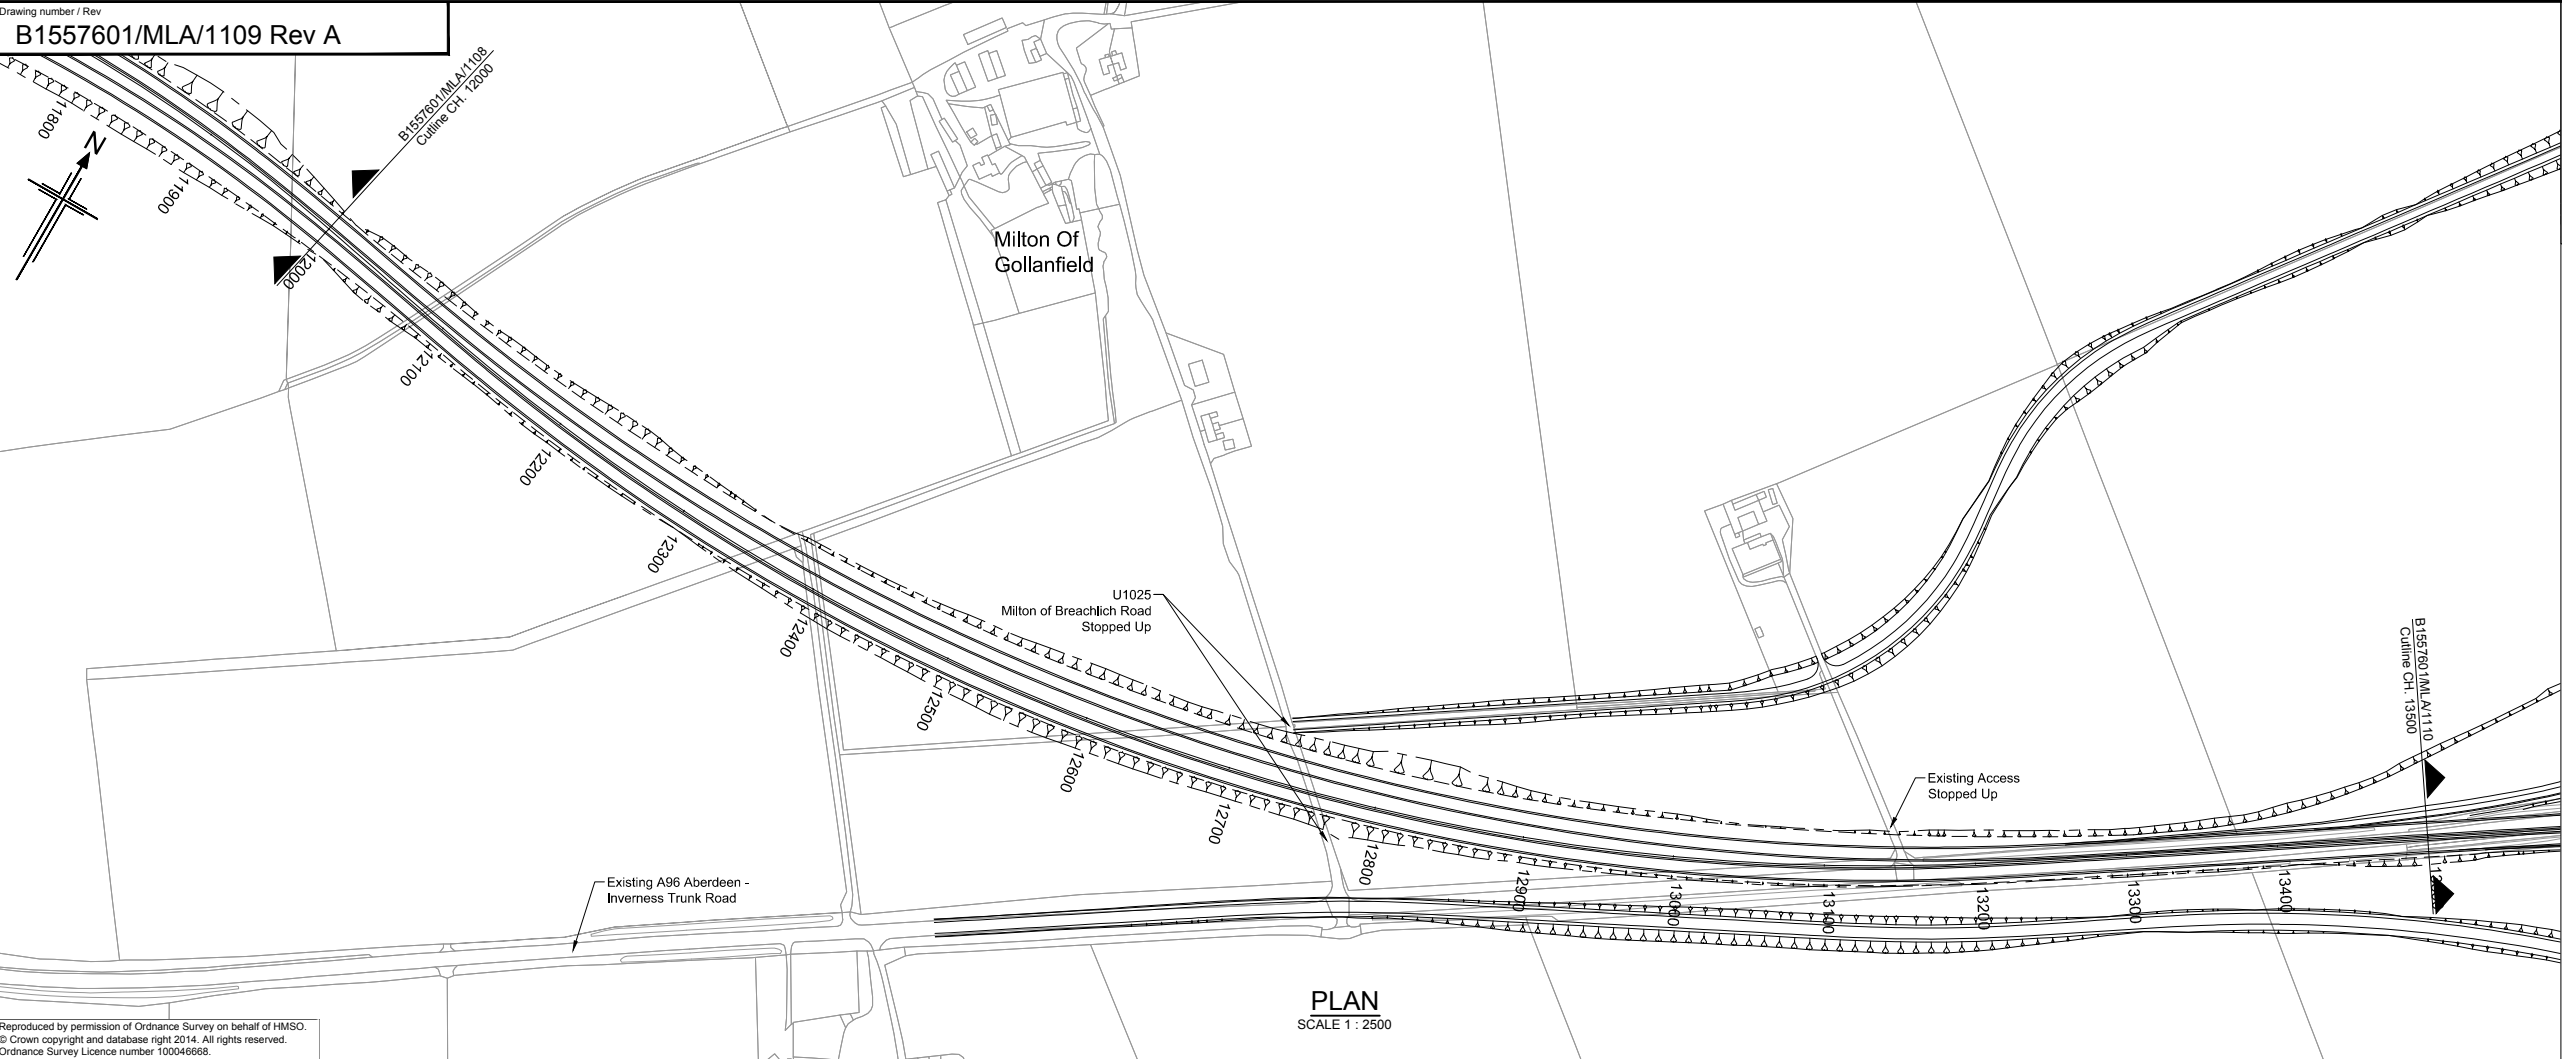 Drawing number / Rev
B1557601/MLA/1109 Rev A
B1557601/MLA/1108
Cutline CH. 12000
11800
N
11900
12000
Milton Of
Gollanfield
12100
12200
12300
U1025
Milton of Breachlich Road
Stopped Up
12400
12500
12600
12700
B1557601/MLA/1110
Cutline CH. 13500
Existing Access
Stopped Up
12800
Existing A96 Aberdeen -
Inverness Trunk Road
12900
13000
13100
13200
13300
13400
PLAN
SCALE 1 : 2500
Reproduced by permission of Ordnance Survey on behalf of HMSO.
© Crown copyright and database right 2014. All rights reserved.
Ordnance Survey Licence number 100046668.